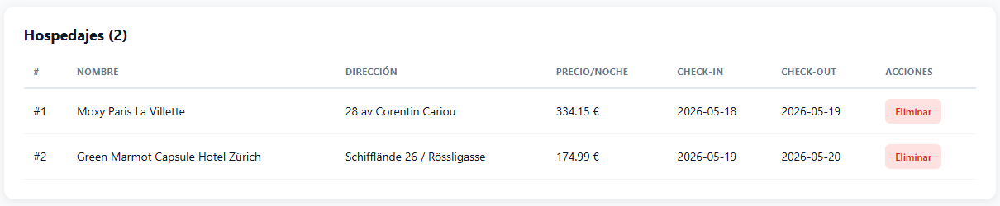 Hospedajes (2)
# NOMBRE DIRECCIÓN PRECIO/NOCHE CHECK-IN CHECK-OUT ACCIONES
#1 Moxy Paris La Villette 28 av Corentin Cariou 334.15 € 2026-05-18 2026-05-19 Eliminar
#2 Green Marmot Capsule Hotel Zürich Schifflände 26 / Rössligasse 174.99 € 2026-05-19 2026-05-20 Eliminar